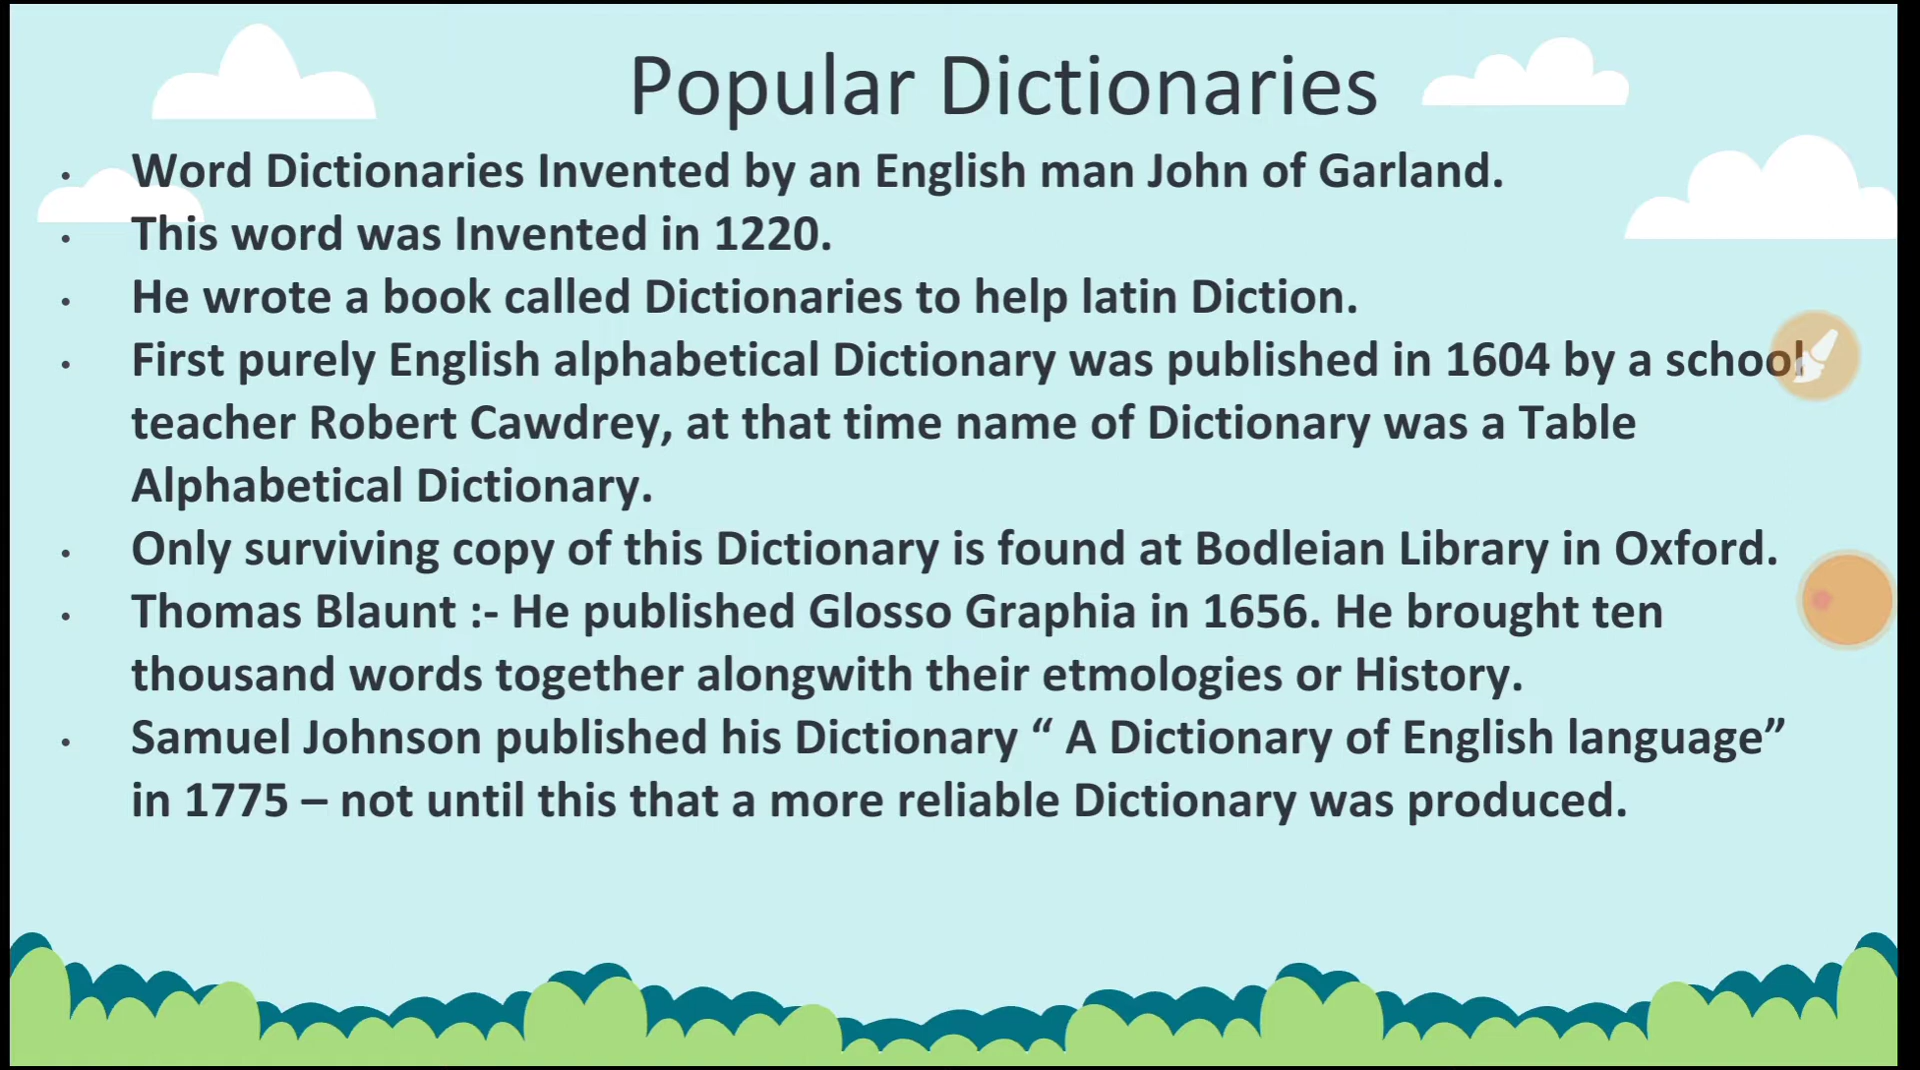 Popular Dictionaries
• Word Dictionaries Invented by an English man John of Garland.
• This word was Invented in 1220.
• He wrote a book called Dictionaries to help latin Diction.
• First purely English alphabetical Dictionary was published in 1604 by a school
teacher Robert Cawdrey, at that time name of Dictionary was a Table
Alphabetical Dictionary.
• Only surviving copy of this Dictionary is found at Bodleian Library in Oxford.
• Thomas Blaunt :- He published Glosso Graphia in 1656. He brought ten
thousand words together alongwith their etmologies or History.
• Samuel Johnson published his Dictionary “ A Dictionary of English language”
in 1775 – not until this that a more reliable Dictionary was produced.